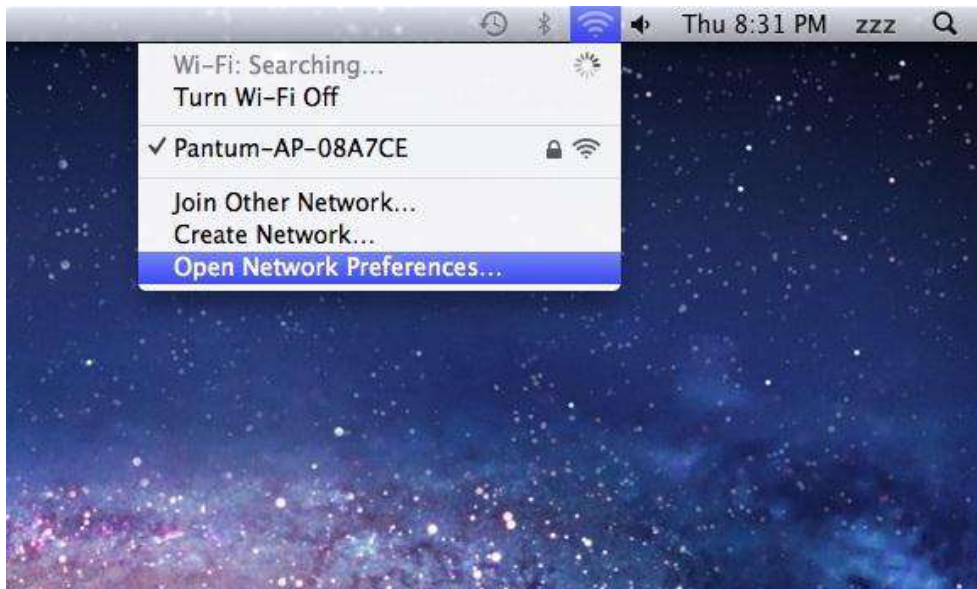 Thu 8:31 PM zzz
Wi-Fi: Searching...
Turn Wi-Fi Off
Pantum-AP-08A7CE
Join Other Network...
Create Network...
Open Network Preferences...